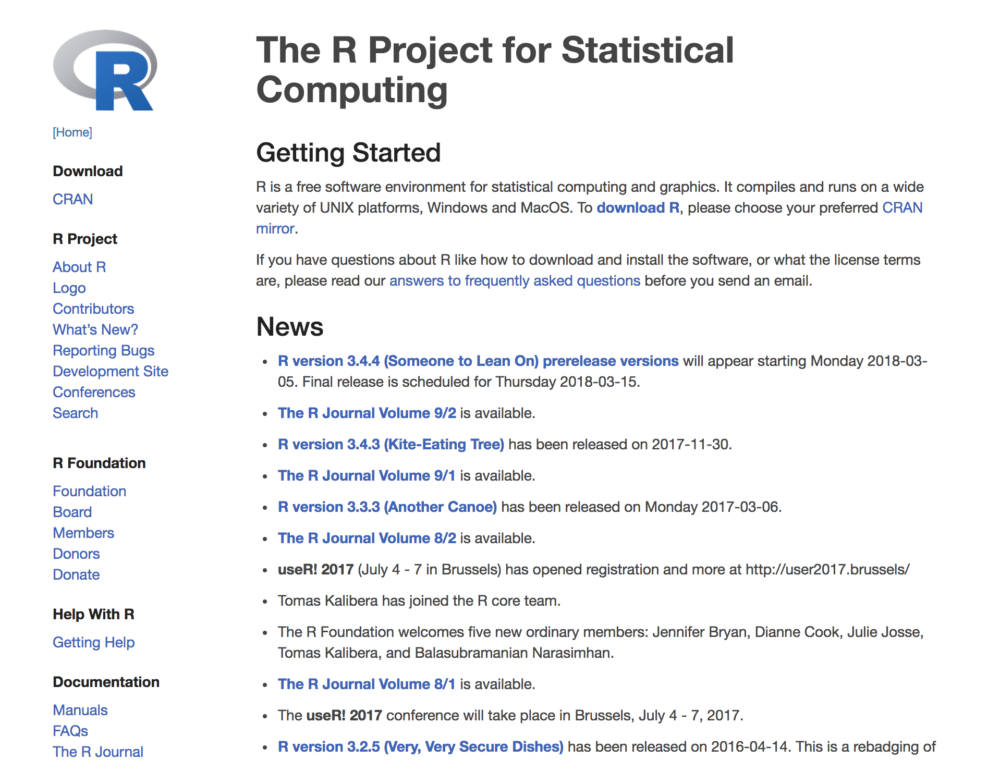 R
[Home]
Download
CRAN
R Project
About R
Logo
Contributors
What's New?
Reporting Bugs
Development Site
Conferences
Search
R Foundation
Foundation
Board
Members
Donors
Donate
Help With R
Getting Help
Documentation
Manuals
FAQs
The R Journal
The R Project for Statistical
Computing
Getting Started
R is a free software environment for statistical computing and graphics. It compiles and runs on a wide
variety of UNIX platforms, Windows and MacOS. To download R, please choose your preferred CRAN
mirror.
If you have questions about R like how to download and install the software, or what the license terms
are, please read our answers to frequently asked questions before you send an email.
News
• R version 3.4.4 (Someone to Lean On) prerelease versions will appear starting Monday 2018-03-
05. Final release is scheduled for Thursday 2018-03-15.
• The R Journal Volume 9/2 is available.
• R version 3.4.3 (Kite-Eating Tree) has been released on 2017-11-30.
• The R Journal Volume 9/1 is available.
• R version 3.3.3 (Another Canoe) has been released on Monday 2017-03-06.
• The R Journal Volume 8/2 is available.
• useR! 2017 (July 4 - 7 in Brussels) has opened registration and more at http://user2017.brussels/
• Tomas Kalibera has joined the R core team.
• The R Foundation welcomes five new ordinary members: Jennifer Bryan, Dianne Cook, Julie Josse,
Tomas Kalibera, and Balasubramanian Narasimhan.
• The R Journal Volume 8/1 is available.
• The useR! 2017 conference will take place in Brussels, July 4 - 7, 2017.
• R version 3.2.5 (Very, Very Secure Dishes) has been released on 2016-04-14. This is a rebadging of